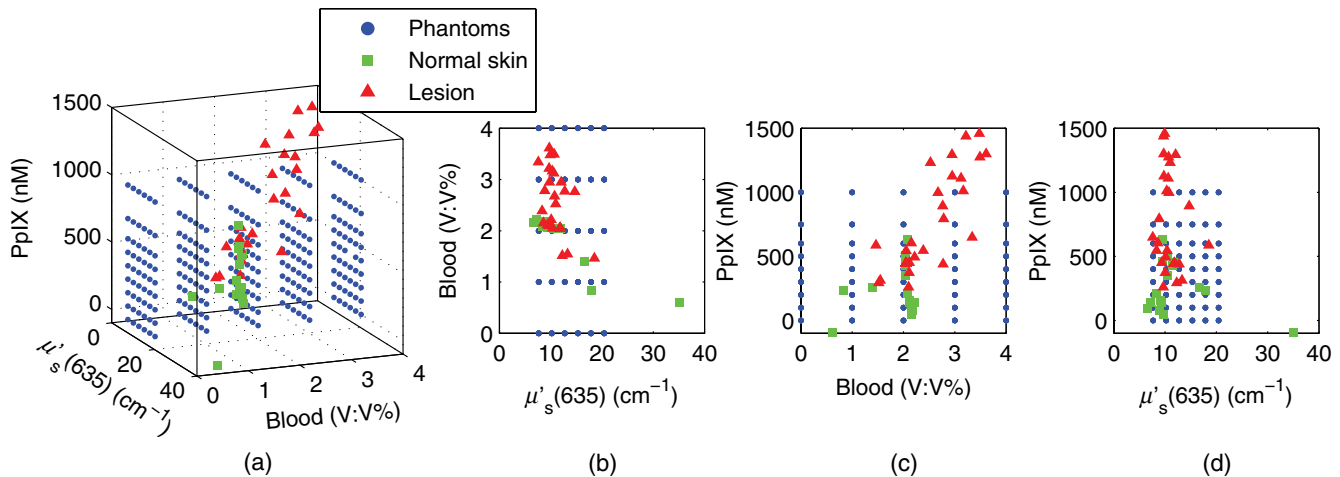 Phantoms
Normal skin
Lesion
1500
1000
500
0
PpIX (nM)
0
20
40
μ's(635) (cm−1)
0
1
2
3
4
Blood (V:V%)
(a)
4
3
2
1
0
Blood (V:V%)
0
10
20
30
40
μ's(635) (cm−1)
(b)
1500
1000
500
0
PpIX (nM)
0
1
2
3
4
Blood (V:V%)
(c)
1500
1000
500
0
PpIX (nM)
0
10
20
30
40
μ's(635) (cm−1)
(d)